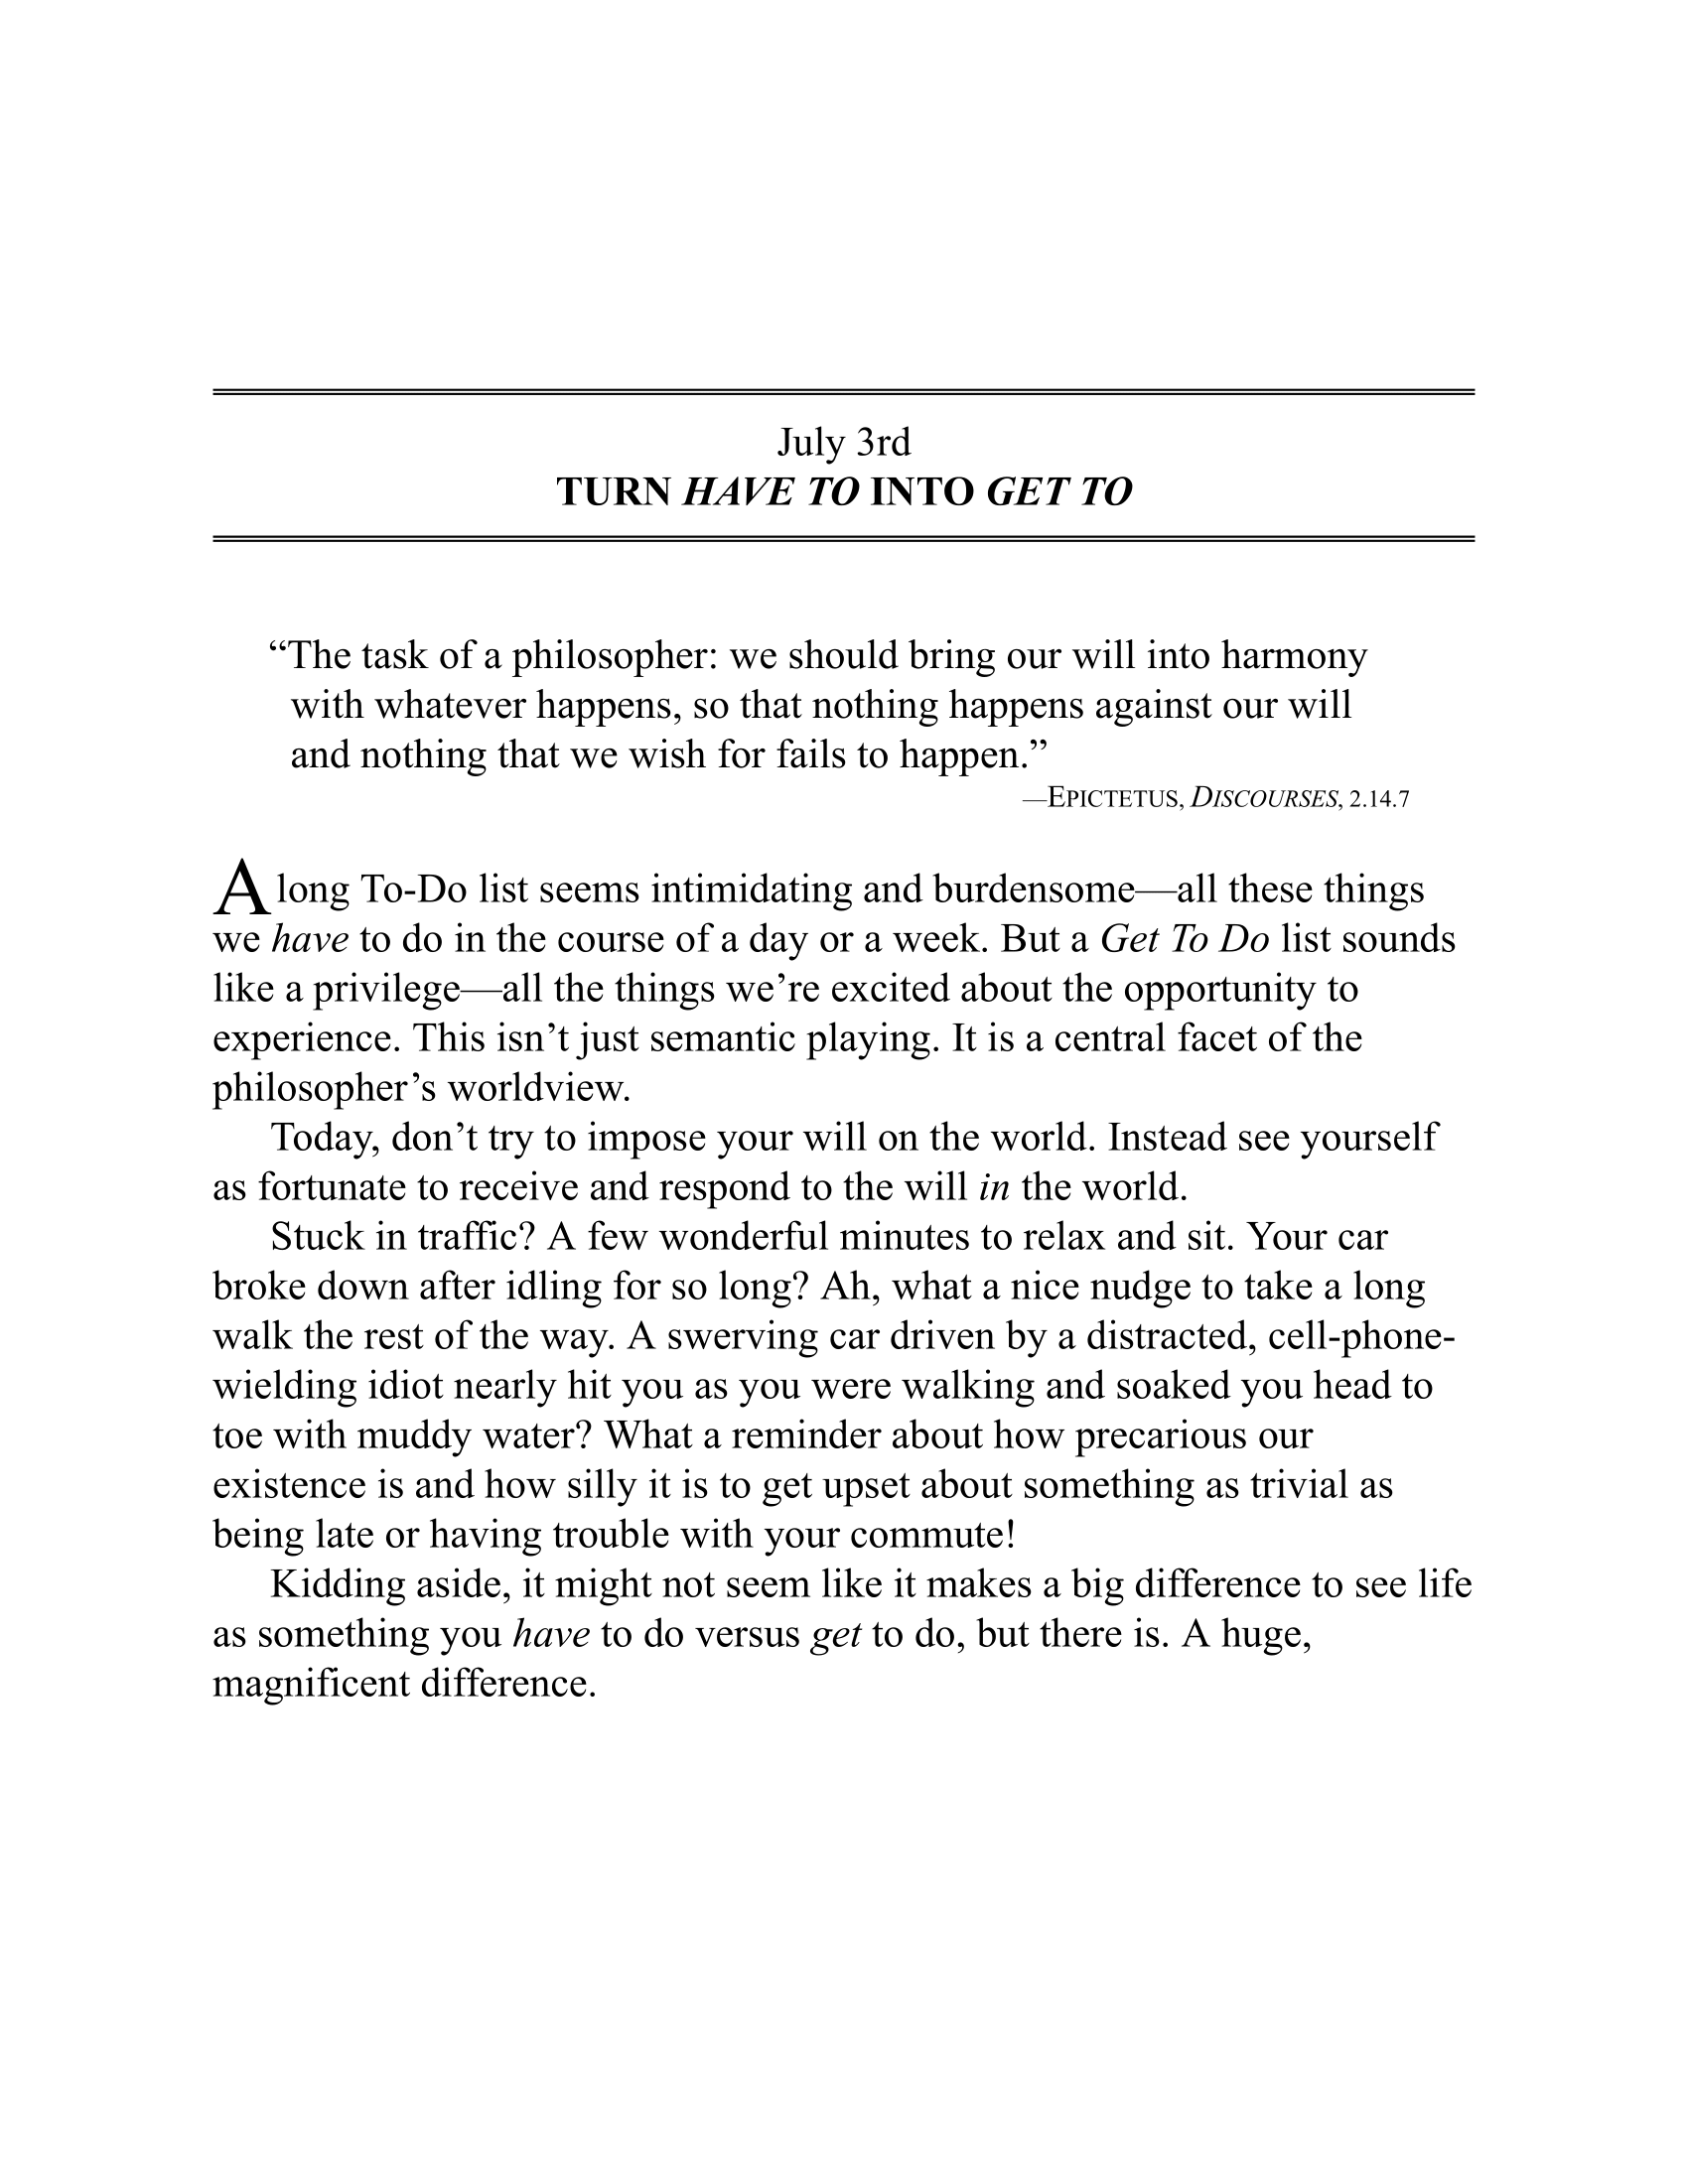 July 3rd
TURN HAVE TO INTO GET TO
“The task of a philosopher: we should bring our will into harmony
with whatever happens, so that nothing happens against our will
and nothing that we wish for fails to happen.”
—EPICTETUS, DISCOURSES, 2.14.7
A long To-Do list seems intimidating and burdensome—all these things
we have to do in the course of a day or a week. But a Get To Do list sounds
like a privilege—all the things we’re excited about the opportunity to
experience. This isn’t just semantic playing. It is a central facet of the
philosopher’s worldview.
Today, don’t try to impose your will on the world. Instead see yourself
as fortunate to receive and respond to the will in the world.
Stuck in traffic? A few wonderful minutes to relax and sit. Your car
broke down after idling for so long? Ah, what a nice nudge to take a long
walk the rest of the way. A swerving car driven by a distracted, cell-phone-
wielding idiot nearly hit you as you were walking and soaked you head to
toe with muddy water? What a reminder about how precarious our
existence is and how silly it is to get upset about something as trivial as
being late or having trouble with your commute!
Kidding aside, it might not seem like it makes a big difference to see life
as something you have to do versus get to do, but there is. A huge,
magnificent difference.